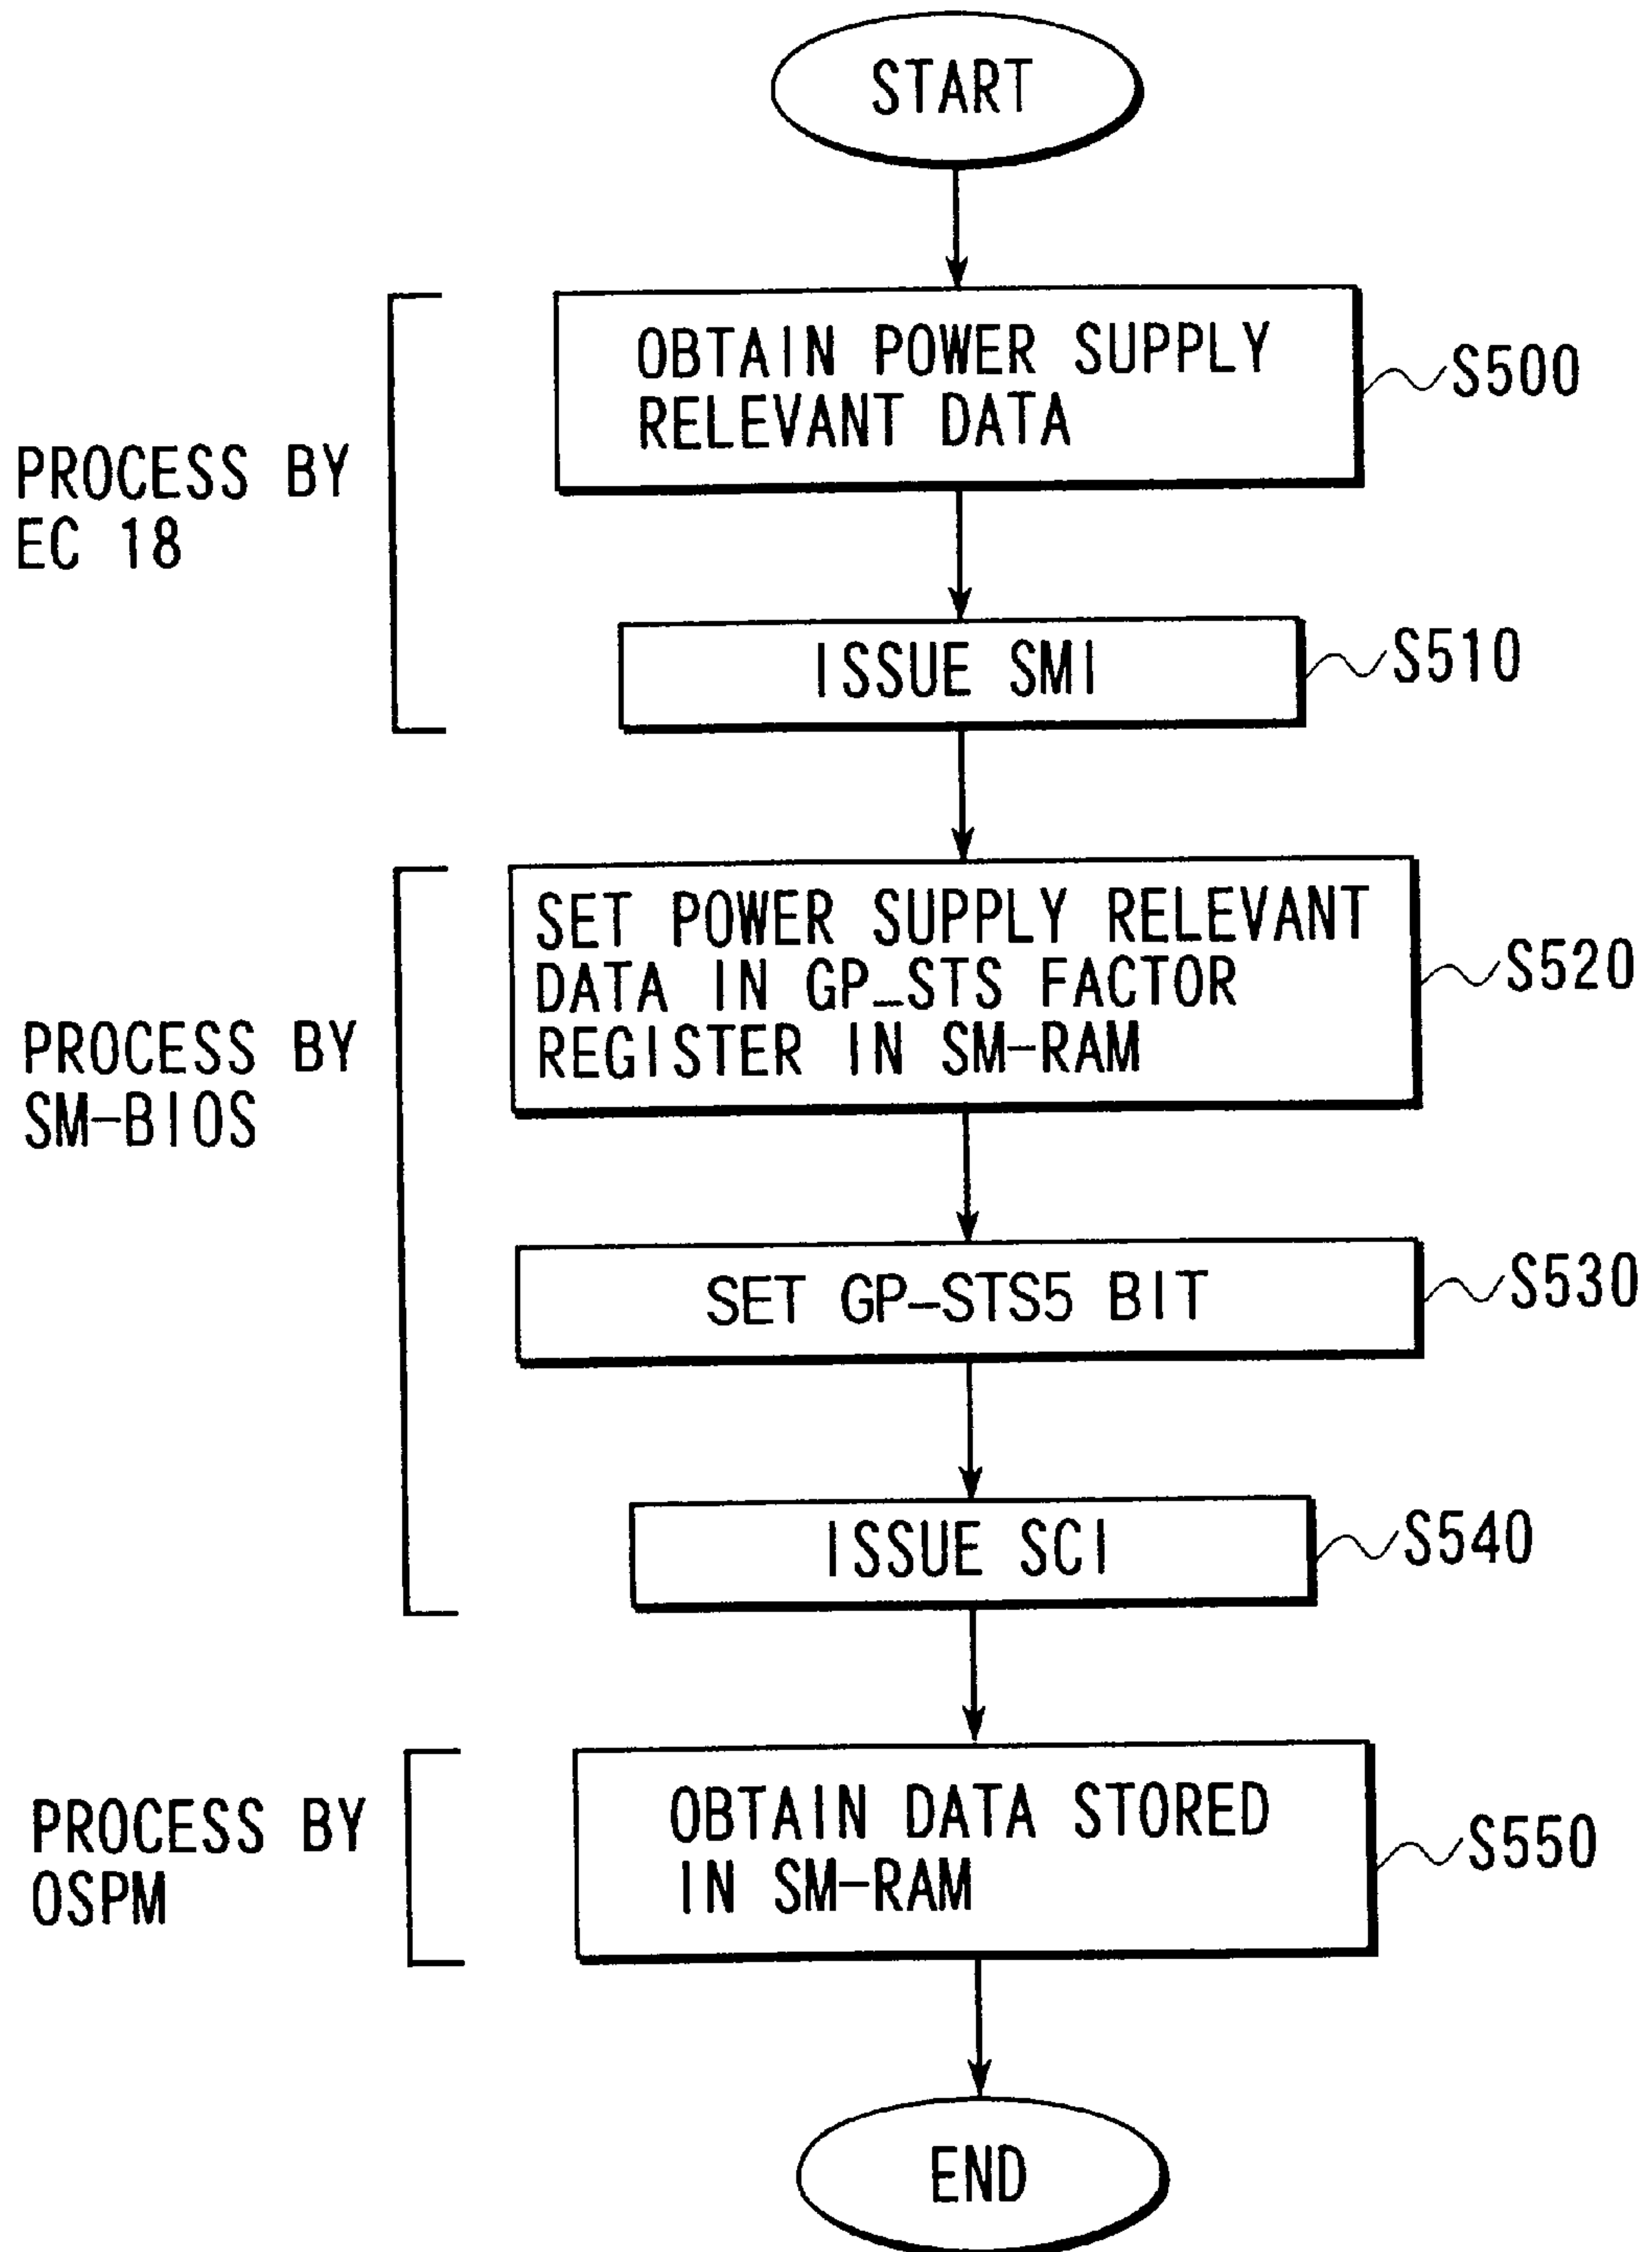 START
PROCESS BY
EC 18
OBTAIN POWER SUPPLY
RELEVANT DATA
S500
ISSUE SMI
S510
PROCESS BY
SM-BIOS
SET POWER SUPPLY RELEVANT
DATA IN GP_STS FACTOR
REGISTER IN SM-RAM
S520
SET GP-STS5 BIT
S530
ISSUE SCI
S540
PROCESS BY
OSPM
OBTAIN DATA STORED
IN SM-RAM
S550
END